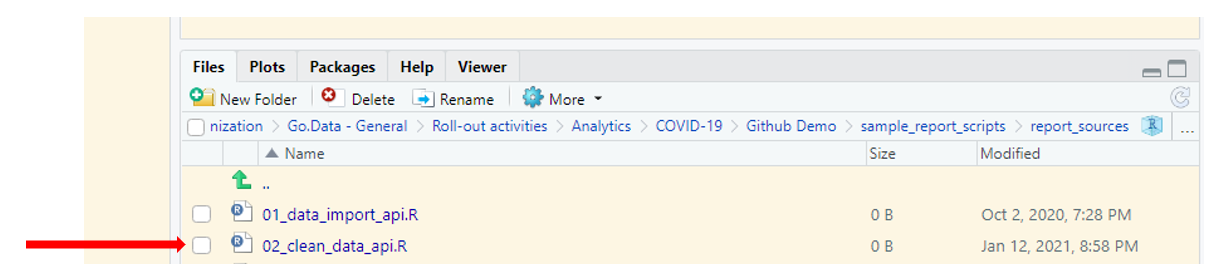 Files Plots Packages Help Viewer
New Folder Delete Rename More
nization > Go.Data - General > Roll-out activities > Analytics > COVID-19 > Github Demo > sample_report_scripts > report_sources R ...
Name Size Modified
..
R 01_data_import_api.R 0 B Oct 2, 2020, 7:28 PM
R 02_clean_data_api.R 0 B Jan 12, 2021, 8:58 PM